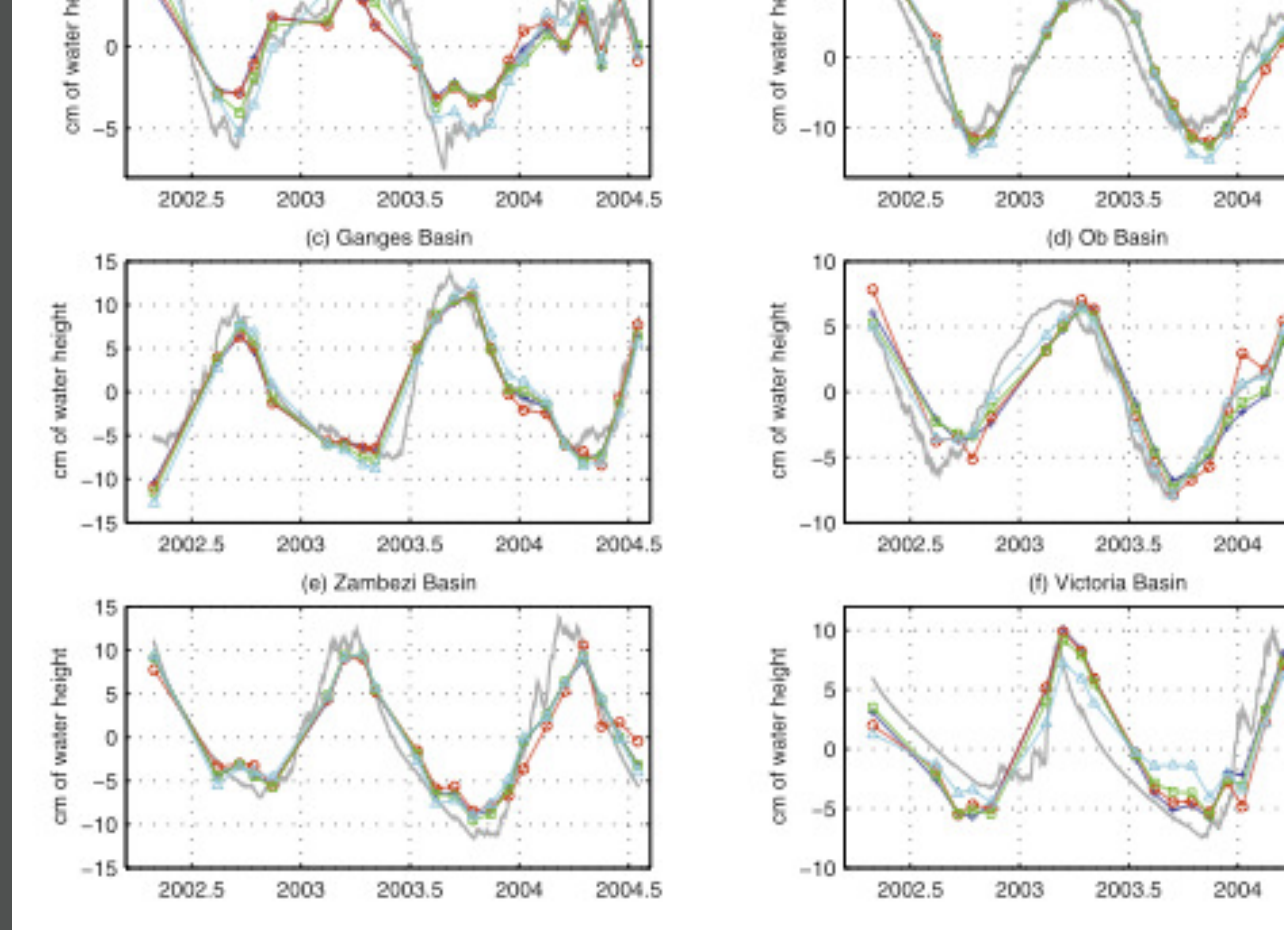 cm of water he
0
−5
2002.5 2003 2003.5 2004 2004.5
cm of water he
0
−10
2002.5 2003 2003.5 2004
(c) Ganges Basin
cm of water height
15
10
5
0
−5
−10
−15
2002.5 2003 2003.5 2004 2004.5
(d) Ob Basin
cm of water height
10
5
0
−5
−10
2002.5 2003 2003.5 2004
(e) Zambezi Basin
cm of water height
15
10
5
0
−5
−10
−15
2002.5 2003 2003.5 2004 2004.5
(f) Victoria Basin
cm of water height
10
5
0
−5
−10
2002.5 2003 2003.5 2004